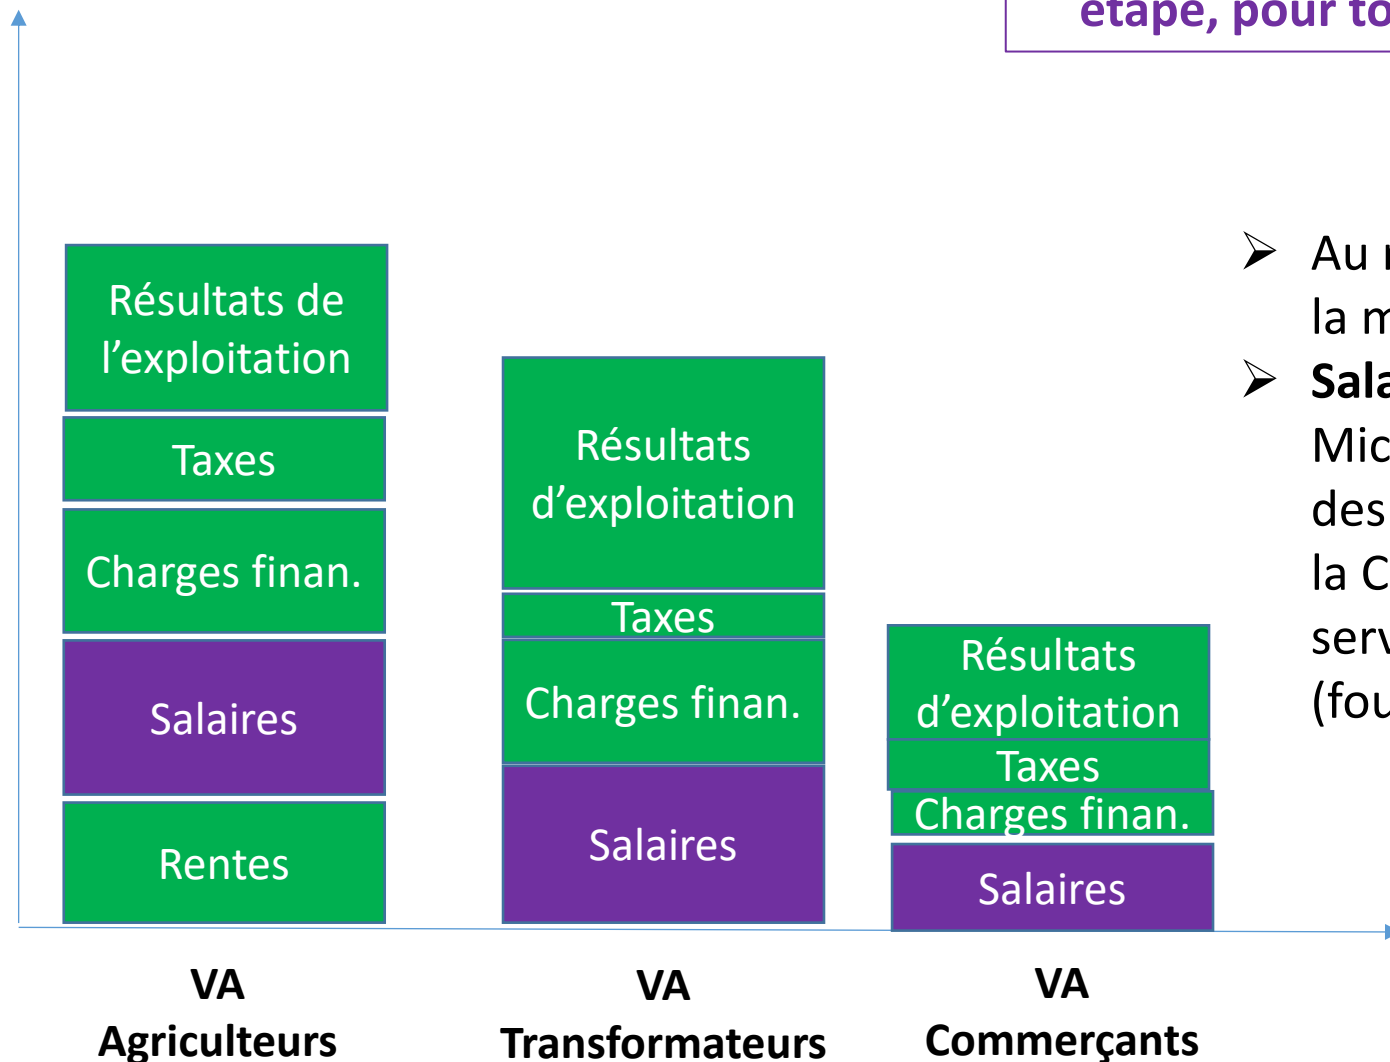 étape, pour to
Résultats de
l’exploitation
Taxes
Charges finan.
Salaires
Rentes
VA
Agriculteurs
Résultats
d’exploitation
Taxes
Charges finan.
Salaires
VA
Transformateurs
Résultats
d’exploitation
Taxes
Charges finan.
Salaires
VA
Commerçants
➢ Au
la
➢ Sala
Mic
des
la C
serv
(fou